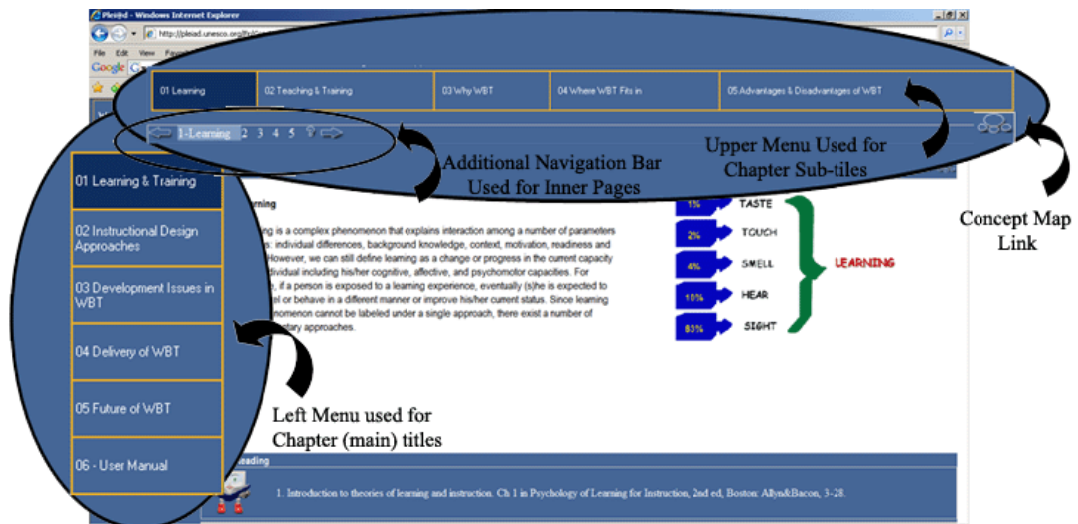 Pleiad - Windows Internet Explorer
http://pleiad.unesco.org/
File Edit View
Google
01 Learning
02 Teaching & Training
03 Why WBT
04 Where WBT Fits in
05 Advantages & Disadvantages of WBT
1-Learning 2 3 4 5 ?
Additional Navigation Bar
Used for Inner Pages
Upper Menu Used for
Chapter Sub-tiles
Concept Map
Link
01 Learning & Training
02 Instructional Design
Approaches
03 Development Issues in
WBT
04 Delivery of WBT
05 Future of WBT
06 - User Manual
is a complex phenomenon that explains interaction among a number of parameters
individual differences, background knowledge, context, motivation, readiness and
However, we can still define learning as a change or progress in the current capacity
including his/her cognitive, affective, and psychomotor capacities. For
if a person is exposed to a learning experience, eventually (s)he is expected to
or behave in a different manner or improve his/her current status. Since learning
cannot be labeled under a single approach, there exist a number of
approaches.
1% TASTE
2% TOUCH
4% SMELL
10% HEAR
83% SIGHT
LEARNING
Left Menu used for
Chapter (main) titles
1. Introduction to theories of learning and instruction. Ch 1 in Psychology of Learning for Instruction, 2nd ed, Boston: Allyn&Bacon, 3-28.